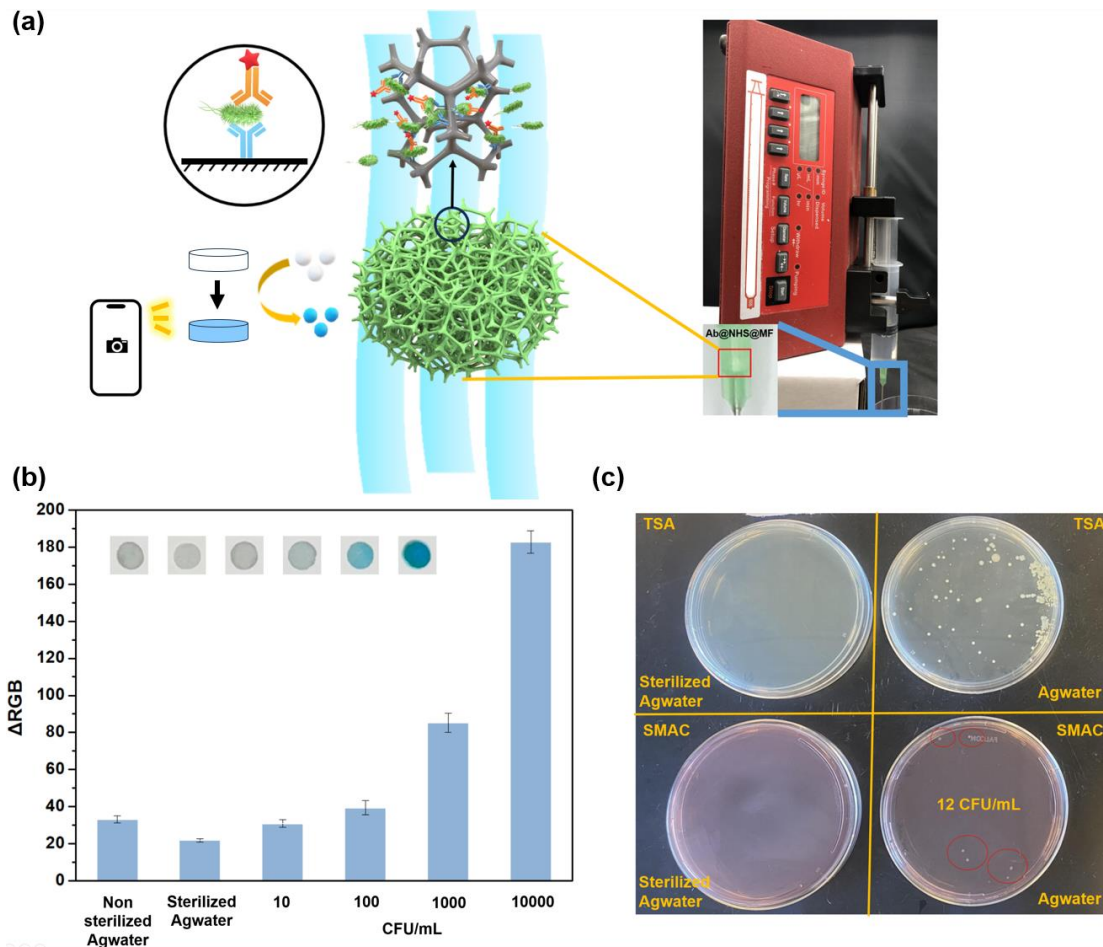 (a)
Ab@NHS@MF
(b)
ΔRGB
200
180
160
140
120
100
80
60
40
20
0
Non
sterilized
Agwater
Sterilized
Agwater
10
100
1000
10000
CFU/mL
(c)
TSA
TSA
Sterilized
Agwater
Agwater
SMAC
SMAC
12 CFU/mL
Sterilized
Agwater
Agwater